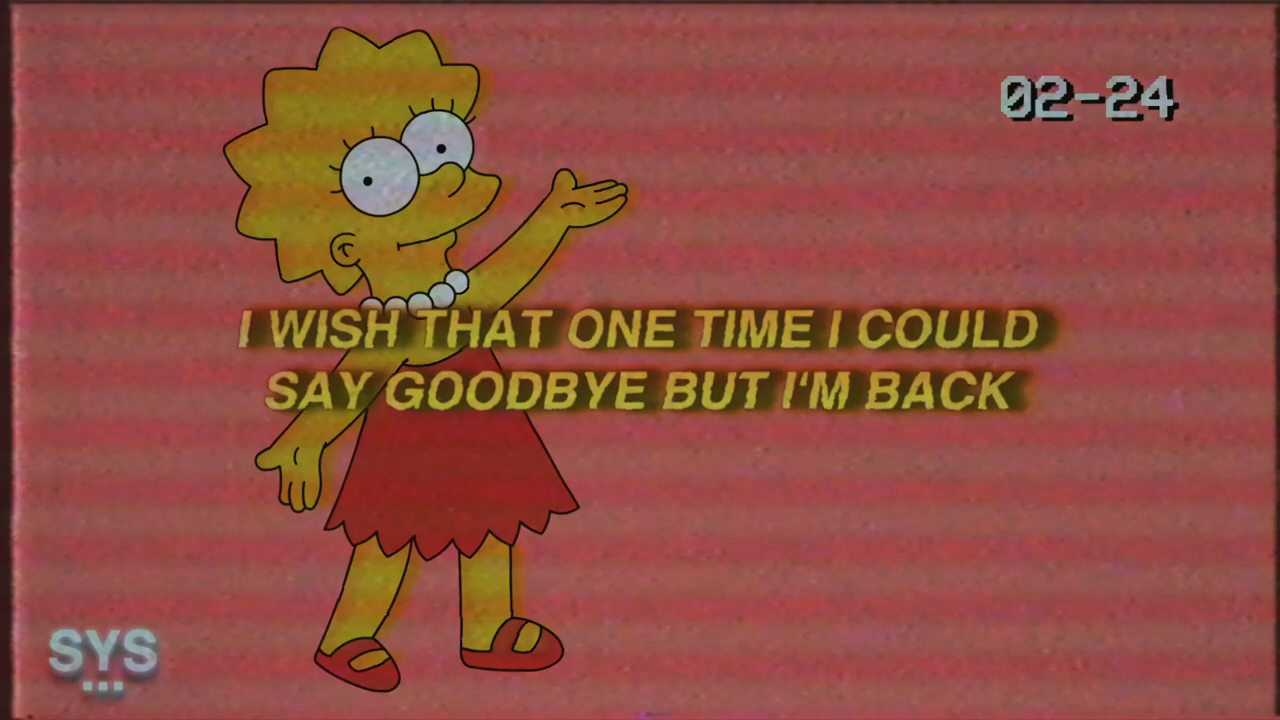 02-24
I WISH THAT ONE TIME I COULD
SAY GOODBYE BUT I'M BACK
SYS
...